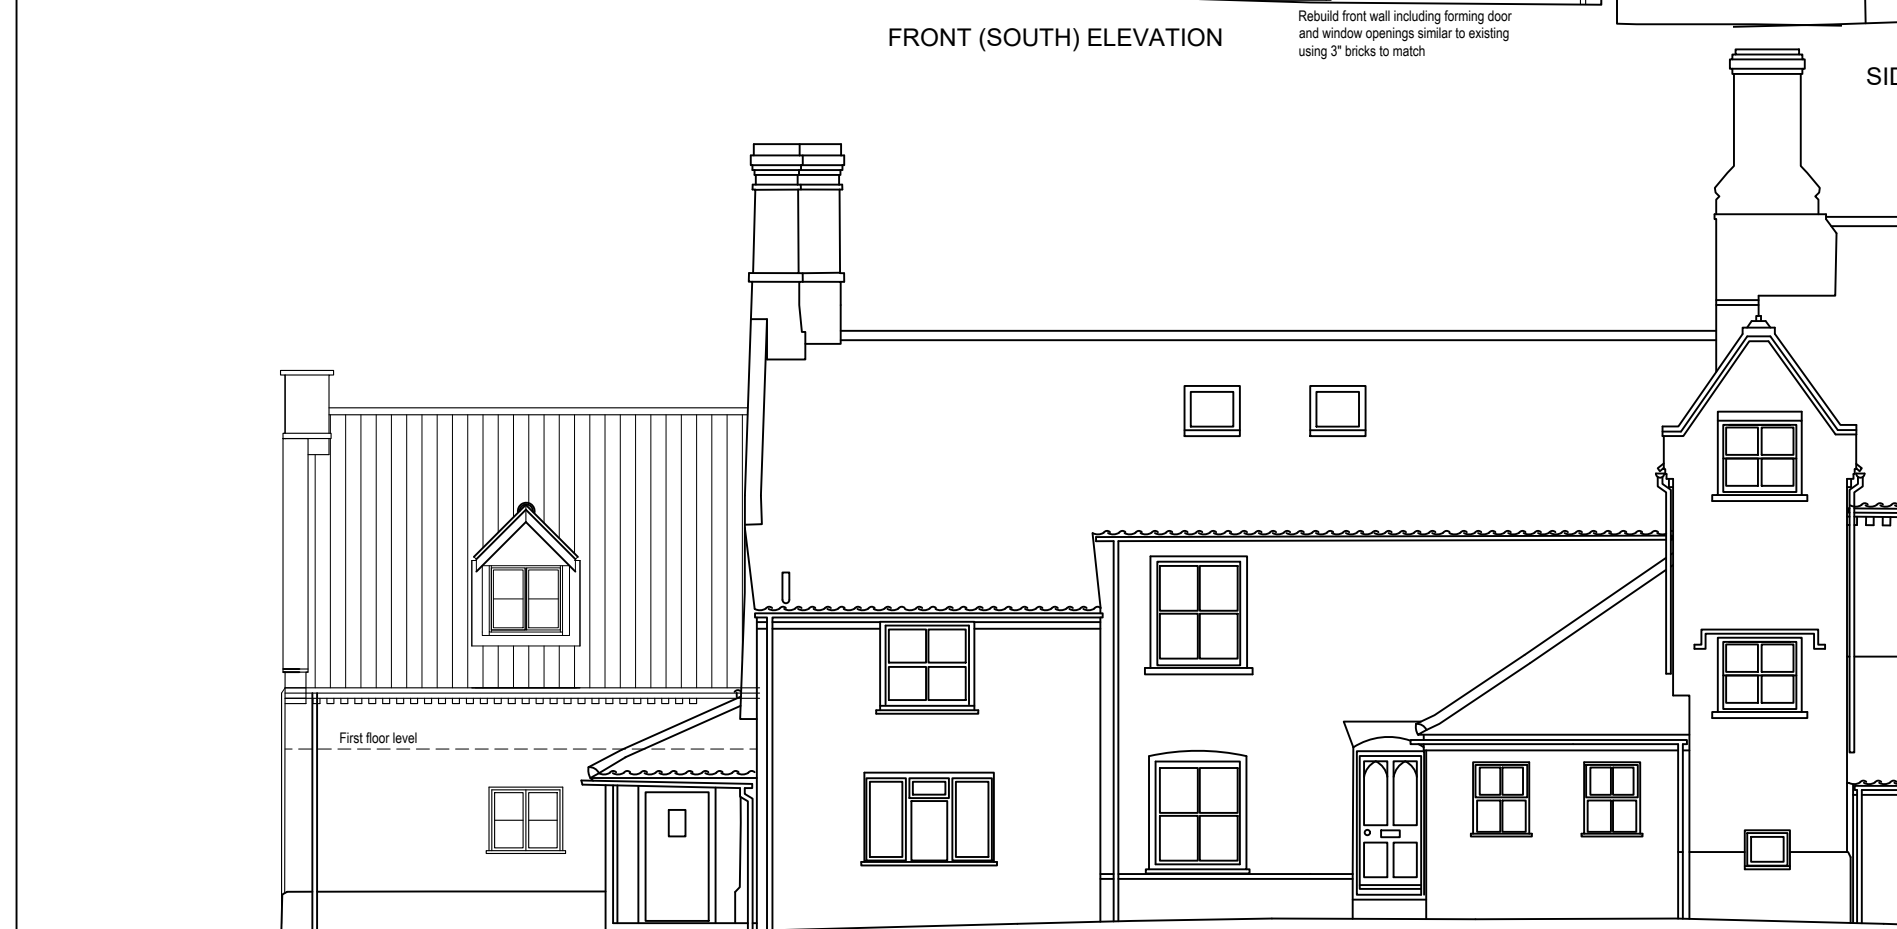 FRONT (SOUTH) ELEVATION
Rebuild front wall including forming door
and window openings similar to existing
using 3" bricks to match
First floor level